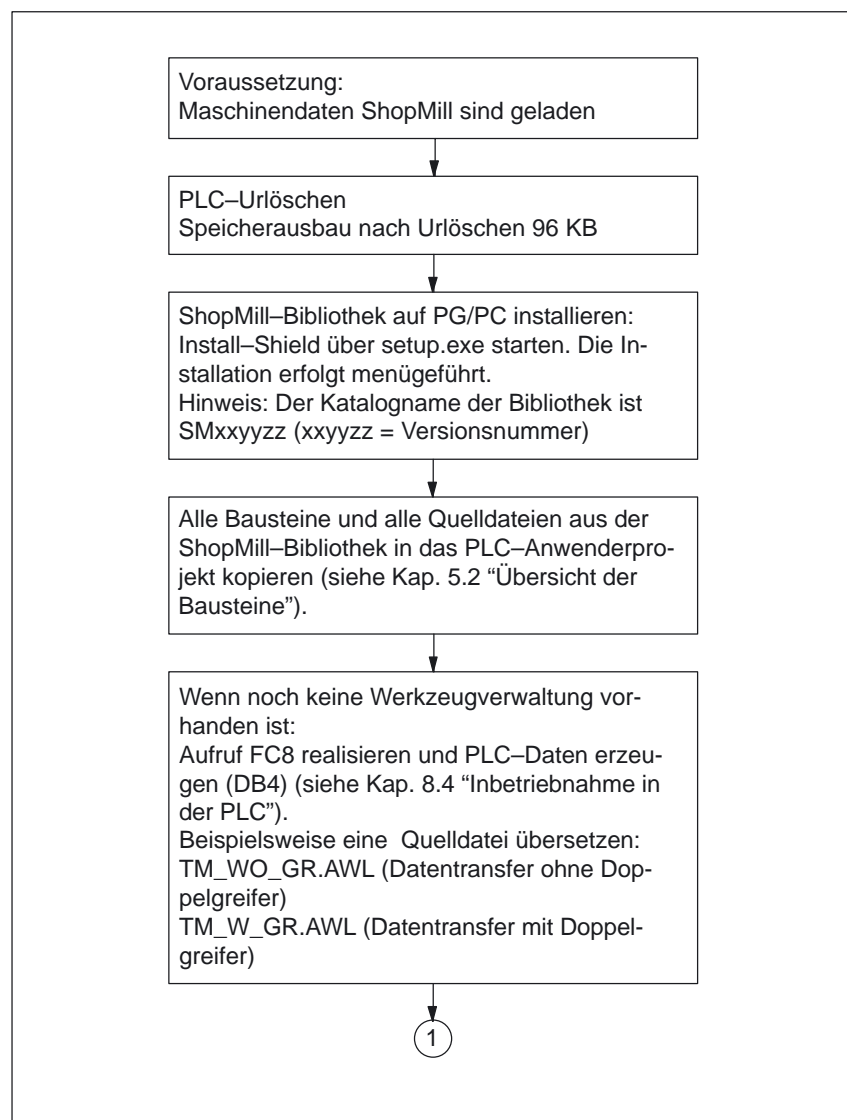 Voraussetzung:
Maschinendaten ShopMill sind geladen
PLC–Urlöschen
Speicherausbau nach Urlöschen 96 KB
ShopMill–Bibliothek auf PG/PC installieren:
Install–Shield über setup.exe starten. Die In-
stallation erfolgt menügeführt.
Hinweis: Der Katalogname der Bibliothek ist
SMxxyyzz (xxyyzz = Versionsnummer)
Alle Bausteine und alle Quelldateien aus der
ShopMill–Bibliothek in das PLC–Anwenderpro-
jekt kopieren (siehe Kap. 5.2 “Übersicht der
Bausteine”).
Wenn noch keine Werkzeugverwaltung vor-
handen ist:
Aufruf FC8 realisieren und PLC–Daten erzeu-
gen (DB4) (siehe Kap. 8.4 “Inbetriebnahme in
der PLC”).
Beispielsweise eine  Quelldatei übersetzen:
TM_WO_GR.AWL (Datentransfer ohne Dop-
pelgreifer)
TM_W_GR.AWL (Datentransfer mit Doppel-
greifer)
1